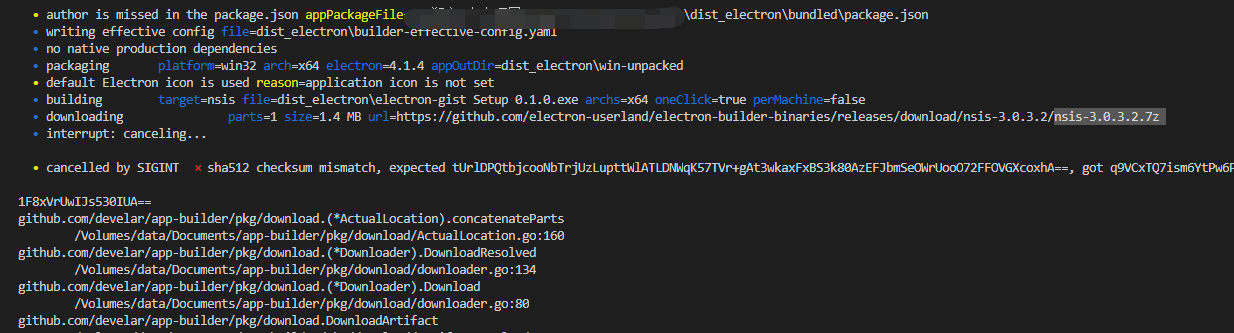 • author is missed in the package.json appPackageFile= \dist_electron\bundled\package.json
• writing effective config file=dist_electron\builder-effective-config.yaml
• no native production dependencies
• packaging platform=win32 arch=x64 electron=4.1.4 appOutDir=dist_electron\win-unpacked
• default Electron icon is used reason=application icon is not set
• building target=nsis file=dist_electron\electron-gist Setup 0.1.0.exe archs=x64 oneClick=true perMachine=false
• downloading parts=1 size=1.4 MB url=https://github.com/electron-userland/electron-builder-binaries/releases/download/nsis-3.0.3.2/nsis-3.0.3.2.7z
• interrupt: canceling...
• cancelled by SIGINT ⨯ sha512 checksum mismatch, expected tUrlDPQtbjcooNbTrjUzLupttWlATLDNWqK57TVr+gAt3wkaxFxBS3k80AzEFJbmSeOWrUooO72FFOVGXcoxhA==, got q9VCxTQ7ism6YtPw6
1F8xVrUwIJs530IUA==
github.com/develar/app-builder/pkg/download.(*ActualLocation).concatenateParts
/Volumes/data/Documents/app-builder/pkg/download/ActualLocation.go:160
github.com/develar/app-builder/pkg/download.(*Downloader).DownloadResolved
/Volumes/data/Documents/app-builder/pkg/download/downloader.go:134
github.com/develar/app-builder/pkg/download.(*Downloader).Download
/Volumes/data/Documents/app-builder/pkg/download/downloader.go:80
github.com/develar/app-builder/pkg/download.DownloadArtifact